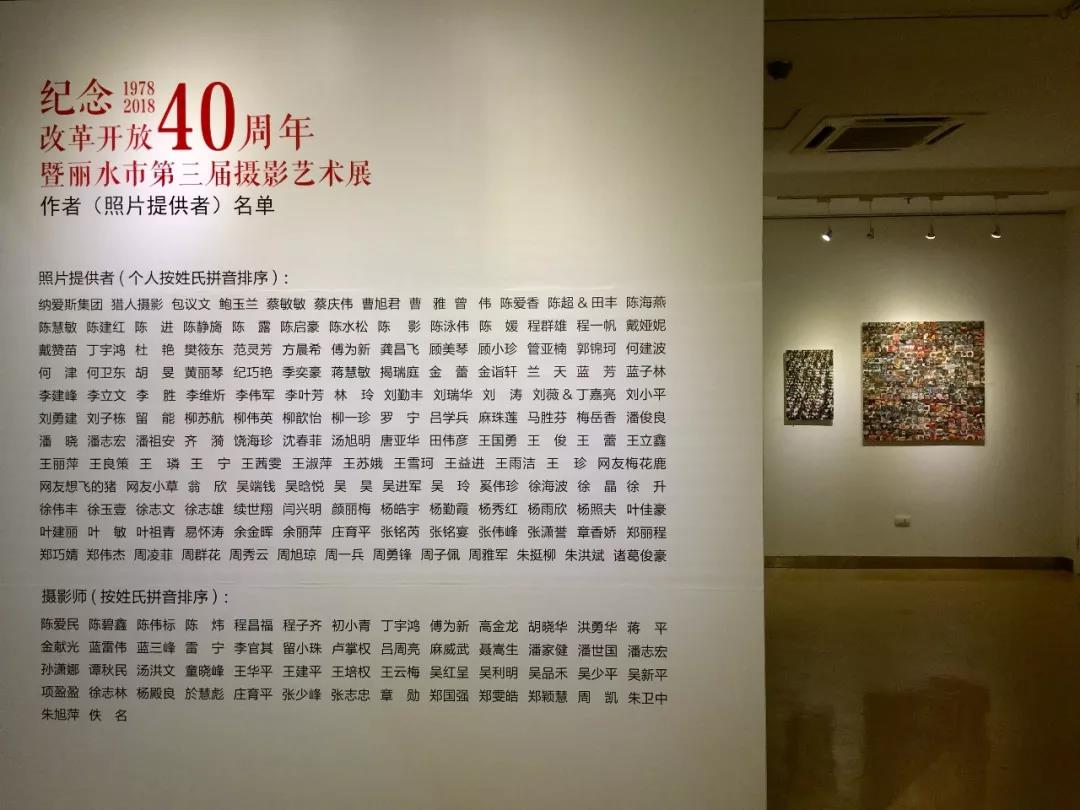 纪念 1978 2018
改革开放40周年
暨丽水市第三届摄影艺术展
作者（照片提供者）名单
照片提供者（个人按姓氏拼音排序）：
纳爱斯集团 猎人摄影 包议文 鲍玉兰 蔡敏敏 蔡庆伟 曹旭君 曹 雅 曾 伟 陈爱香 陈超＆田丰 陈海燕
陈慧敏 陈建红 陈 进 陈静旖 陈 露 陈启豪 陈水松 陈 影 陈泳伟 陈 媛 程群雄 程一帆 戴娅妮
戴赞苗 丁宇鸿 杜 艳 樊筱东 范灵芳 方晨希 傅为新 龚昌飞 顾美琴 顾小珍 管亚楠 郭锦珂 何建波
何 津 何卫东 胡 旻 黄丽琴 纪巧艳 季奕豪 蒋慧敏 揭瑞庭 金 蕾 金诣轩 兰 天 蓝 芳 蓝子林
李建峰 李立文 李 胜 李维炘 李伟军 李叶芳 林 玲 刘勤丰 刘瑞华 刘 涛 刘薇＆丁嘉亮 刘小平
刘勇建 刘子栋 留 能 柳苏航 柳伟英 柳歆怡 柳一珍 罗 宁 吕学兵 麻珠莲 马胜芬 梅岳香 潘俊良
潘 晓 潘志宏 潘祖安 齐 漪 饶海珍 沈春菲 汤旭明 唐亚华 田伟彦 王国勇 王 俊 王 蕾 王立鑫
王丽萍 王良策 王 璘 王 宁 王茜雯 王淑萍 王苏娥 王雪珂 王益进 王雨洁 王 珍 网友梅花鹿
网友想飞的猪 网友小草 翁 欣 吴端钱 吴晗悦 吴 昊 吴进军 吴 玲 奚伟珍 徐海波 徐 晶 徐 升
徐伟丰 徐玉壹 徐志文 徐志雄 续世翔 闫兴明 颜丽梅 杨皓宇 杨勤霞 杨秀红 杨雨欣 杨照夫 叶佳豪
叶建丽 叶 敏 叶祖青 易怀涛 余金晖 余丽萍 庄育平 张铭芮 张铭宴 张伟峰 张潇誉 章香娇 郑丽程
郑巧婧 郑伟杰 周凌菲 周群花 周秀云 周旭琼 周一兵 周勇锋 周子佩 周雅军 朱挺柳 朱洪斌 诸葛俊豪
摄影师（按姓氏拼音排序）：
陈爱民 陈碧鑫 陈伟标 陈 炜 程昌福 程子齐 初小青 丁宇鸿 傅为新 高金龙 胡晓华 洪勇华 蒋 平
金献光 蓝雷伟 蓝三峰 雷 宁 李官其 留小珠 卢掌权 吕周亮 麻威武 聂嵩生 潘家健 潘世国 潘志宏
孙潇娜 谭秋民 汤洪文 童晓峰 王华平 王建平 王培权 王云梅 吴红呈 吴利明 吴品禾 吴少平 吴新平
项盈盈 徐志林 杨殿良 於慧彪 庄育平 张少峰 张志忠 章 勋 郑国强 郑雯皓 郑颖慧 周 凯 朱卫中
朱旭萍 佚 名